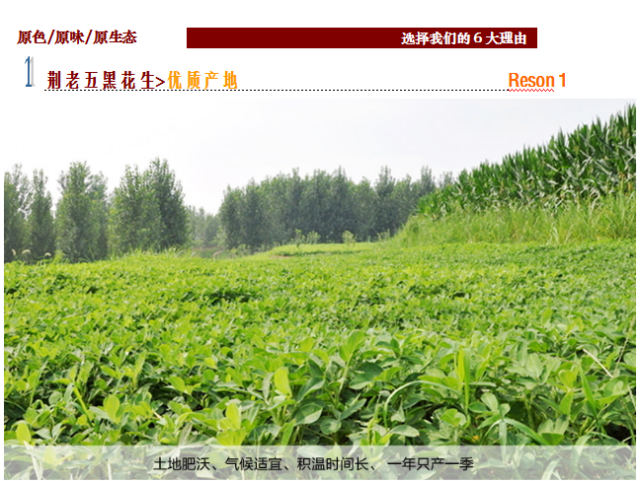 原色/原味/原生态
选择我们的6大理由
1 荆老五黑花生>优质产地 Reson 1
土地肥沃、气候适宜、积温时间长、一年只产一季